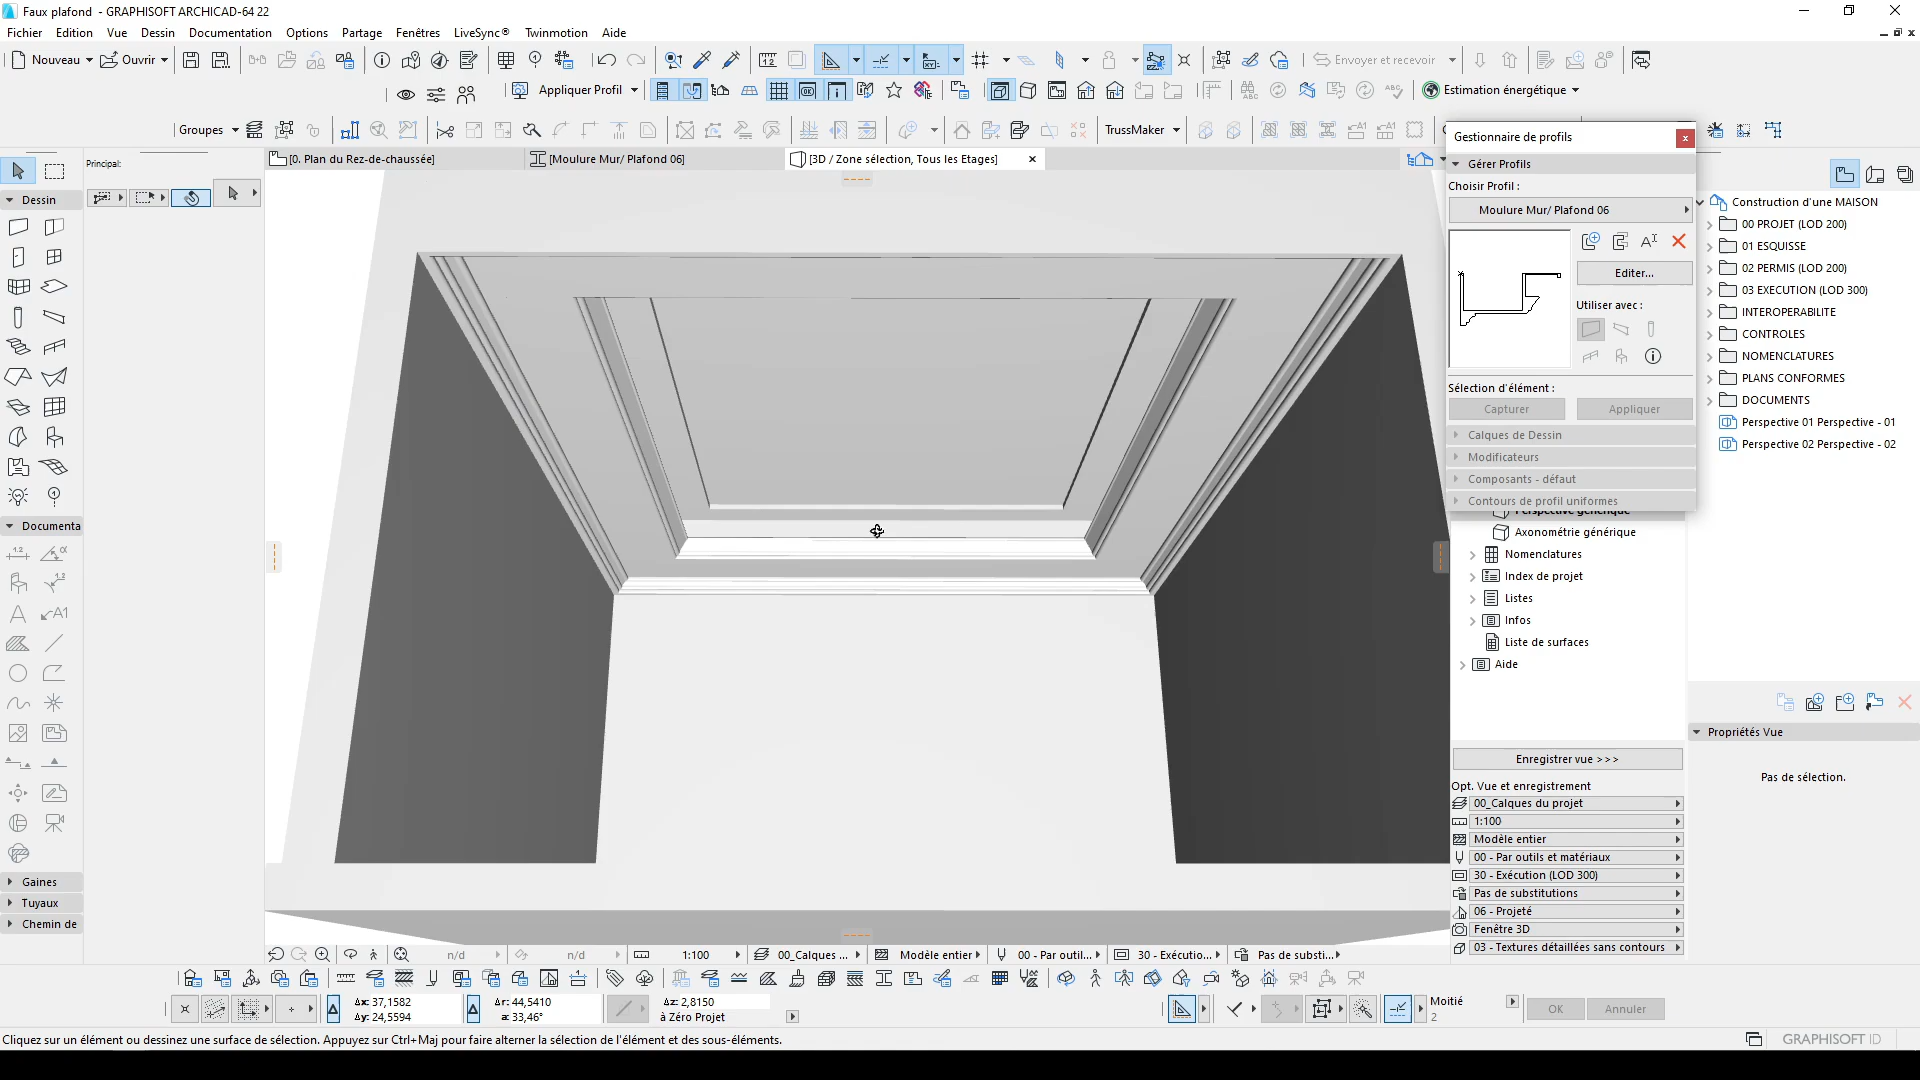 Faux plafond - GRAPHISOFT ARCHICAD-64 22
Fichier Edition Vue Dessin Documentation Options Partage Fenêtres LiveSync® Twinmotion Aide
Nouveau Ouvrir Envoyer et recevoir
Appliquer Profil Estimation énergétique
Groupes TrussMaker
Principal:
[0. Plan du Rez-de-chaussée] [Moulure Mur/ Plafond 06] [3D / Zone sélection, Tous les Etages]
Dessin
Documenta
Gaines
Tuyaux
Chemin de
Gestionnaire de profils
Gérer Profils
Choisir Profil :
Moulure Mur/ Plafond 06
Editer...
Utiliser avec :
Sélection d'élément :
Capturer Appliquer
Calques de Dessin
Modificateurs
Composants - défaut
Contours de profil uniformes
Perspective générique
Axonométrie générique
Nomenclatures
Index de projet
Listes
Infos
Liste de surfaces
Aide
Enregistrer vue >>>
Opt. Vue et enregistrement
00_Calques du projet
1:100
Modèle entier
00 - Par outils et matériaux
30 - Exécution (LOD 300)
Pas de substitutions
06 - Projeté
Fenêtre 3D
03 - Textures détaillées sans contours
Construction d'une MAISON
00 PROJET (LOD 200)
01 ESQUISSE
02 PERMIS (LOD 200)
03 EXECUTION (LOD 300)
INTEROPERABILITE
CONTROLES
NOMENCLATURES
PLANS CONFORMES
DOCUMENTS
Perspective 01 Perspective - 01
Perspective 02 Perspective - 02
Propriétés Vue
Pas de sélection.
n/d n/d 1:100 00_Calques ... Modèle entier 00 - Par outil... 30 - Exécutio... Pas de substi...
Δx: 37,1582 Δr: 44,5410 Δz: 2,8150
Δy: 24,5594 a: 33,46° à Zéro Projet
Moitié
2
OK Annuler
Cliquez sur un élément ou dessinez une surface de sélection. Appuyez sur Ctrl+Maj pour faire alterner la sélection de l'élément et des sous-éléments.
GRAPHISOFT ID